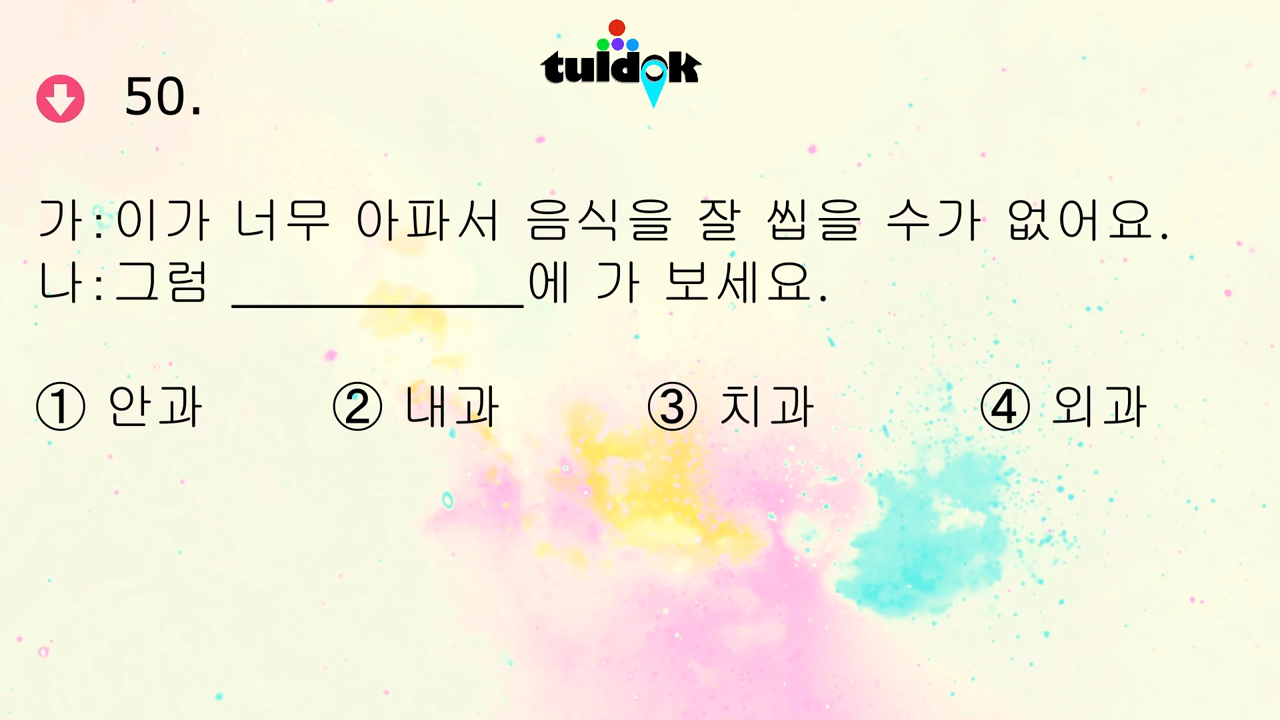 tuidok
50.
가:이가 너무 아파서 음식을 잘 씹을 수가 없어요.
나:그럼 ____________에 가 보세요.
① 안과 ② 내과 ③ 치과 ④ 외과